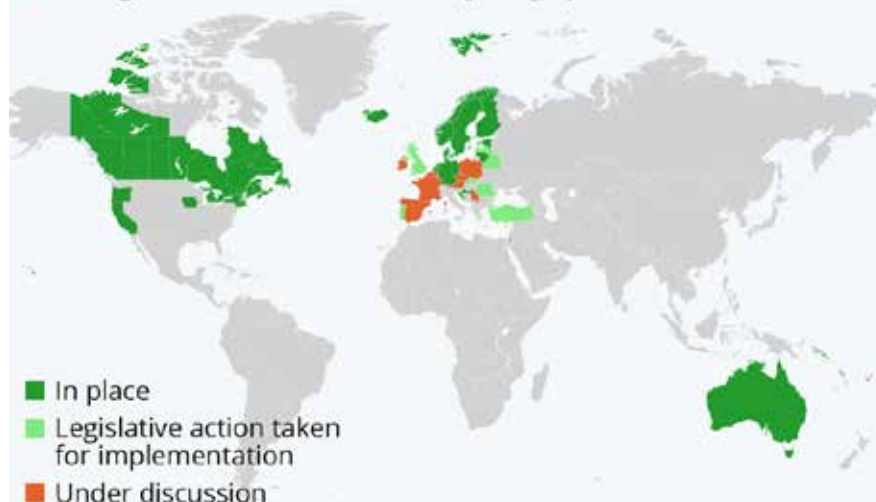 In place
Legislative action taken
for implementation
Under discussion